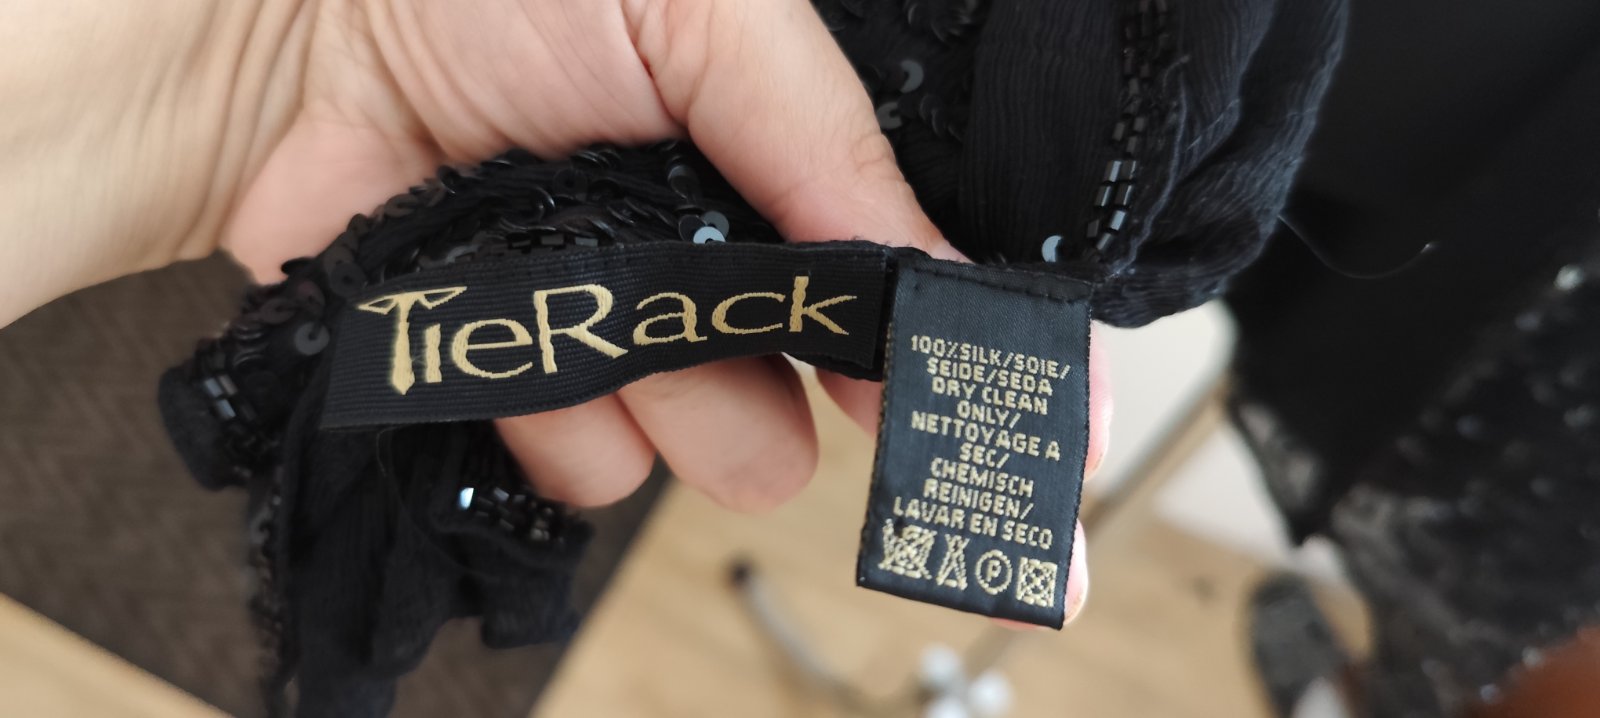 TieRack
100%SILK/SOIE/
SEIDE/SEDA
DRY CLEAN
ONLY/
NETTOYAGE A
SEC/
CHEMISCH
REINIGEN/
LAVAR EN SECO
P